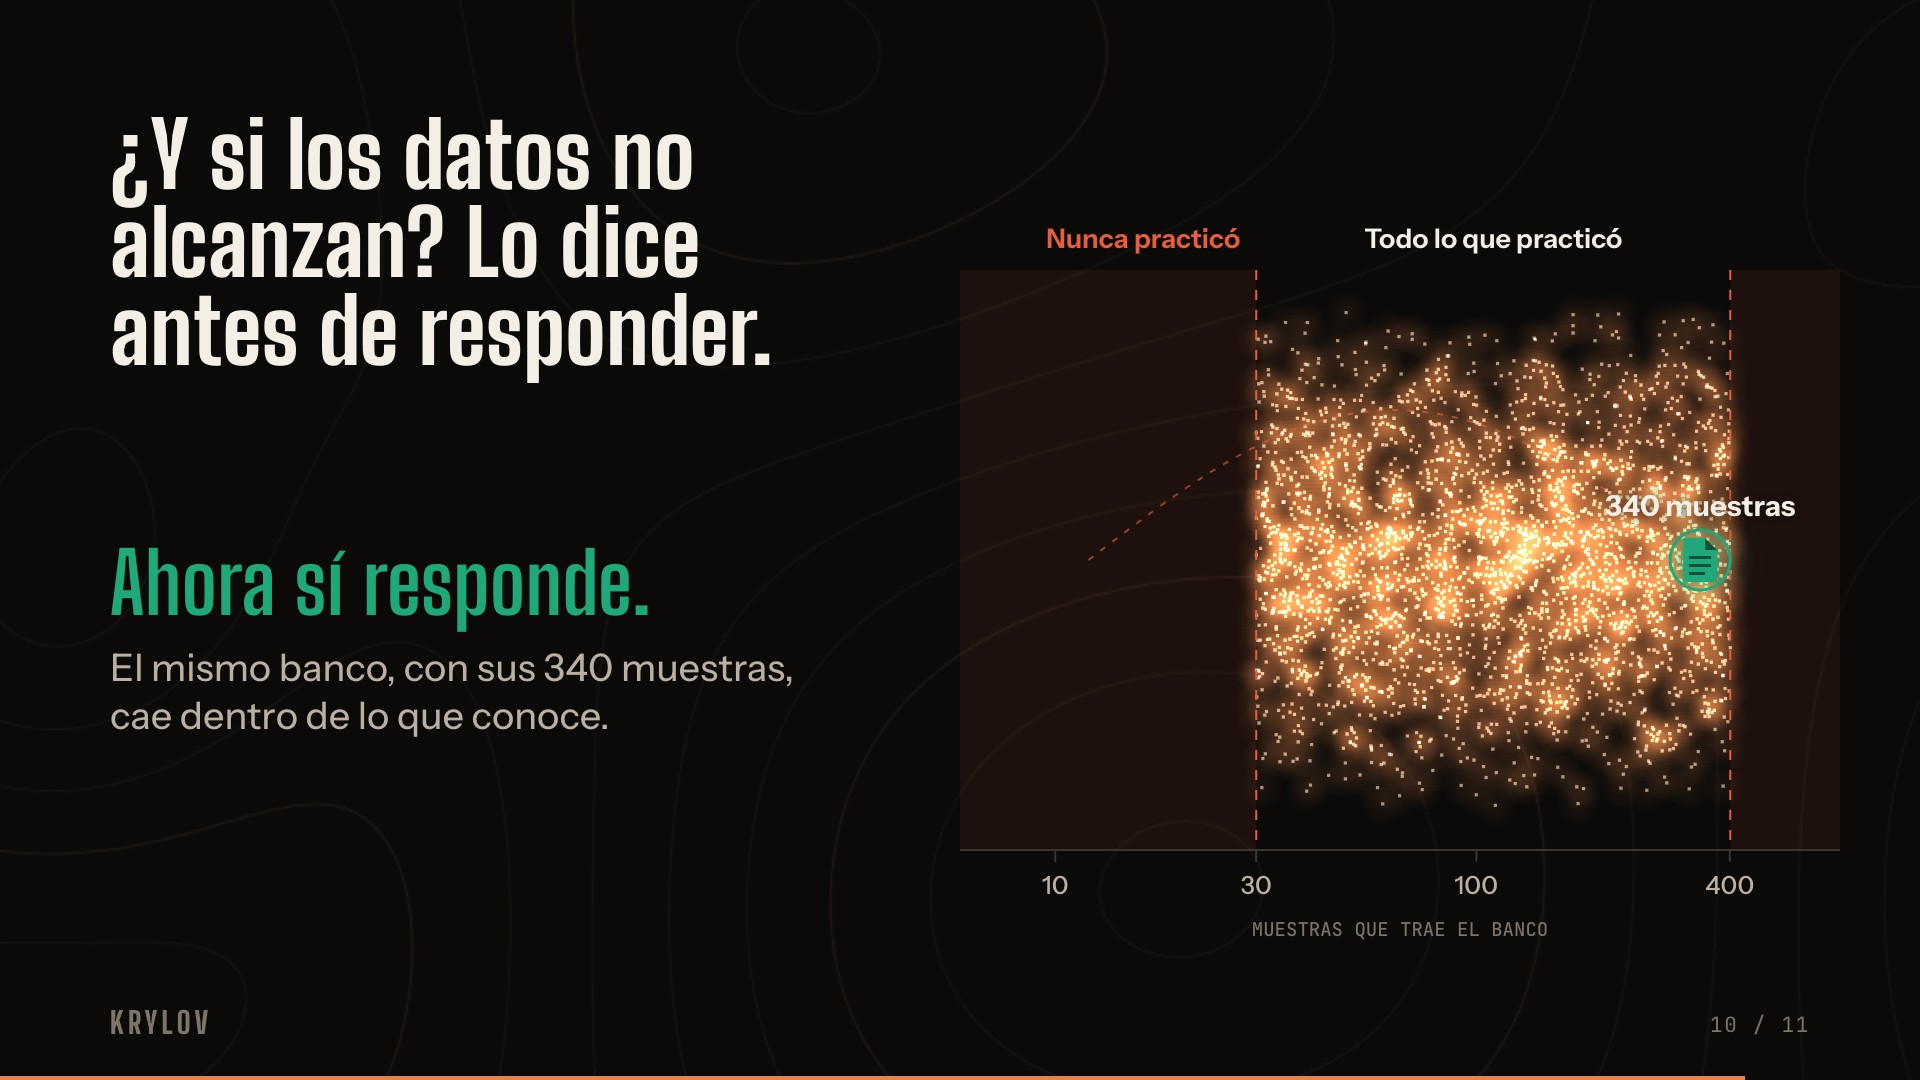 ¿Y si los datos no
alcanzan? Lo dice
antes de responder.
Ahora sí responde.
El mismo banco, con sus 340 muestras,
cae dentro de lo que conoce.
Nunca practicó
Todo lo que practicó
340 muestras
10
30
100
400
MUESTRAS QUE TRAE EL BANCO
KRYLOV
10 / 11